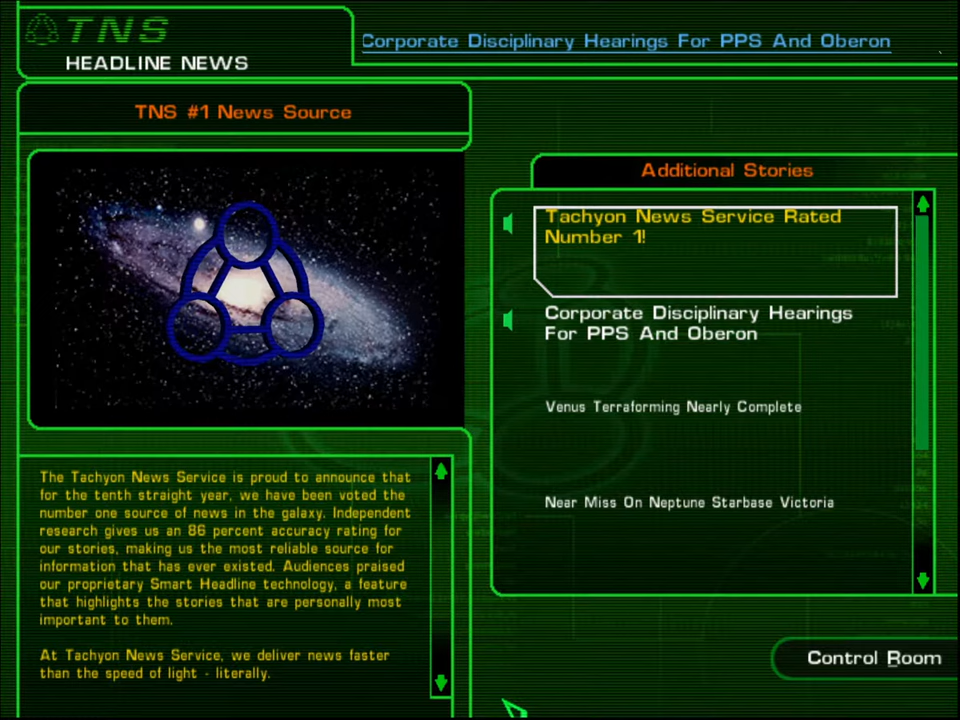 TNS
HEADLINE NEWS
Corporate Disciplinary Hearings For PPS And Oberon
TNS #1 News Source
Additional Stories
Tachyon News Service Rated
Number 1!
Corporate Disciplinary Hearings
For PPS And Oberon
Venus Terraforming Nearly Complete
Near Miss On Neptune Starbase Victoria
The Tachyon News Service is proud to announce that
for the tenth straight year, we have been voted the
number one source of news in the galaxy. Independent
research gives us an 86 percent accuracy rating for
our stories, making us the most reliable source for
information that has ever existed. Audiences praised
our proprietary Smart Headline technology, a feature
that highlights the stories that are personally most
important to them.
At Tachyon News Service, we deliver news faster
than the speed of light - literally.
Control Room